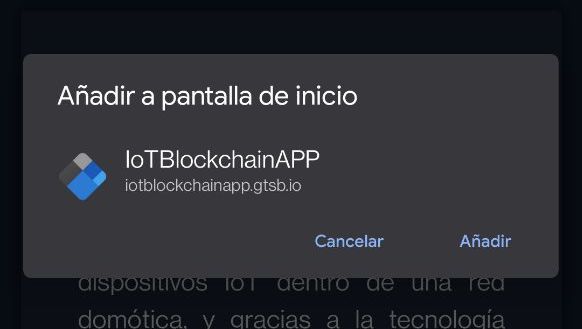 Añadir a pantalla de inicio
IoTBlockchainAPP
iotblockchainapp.gtsb.io
Cancelar Añadir
dispositivos IoT dentro de una red
domótica, y gracias a la tecnología